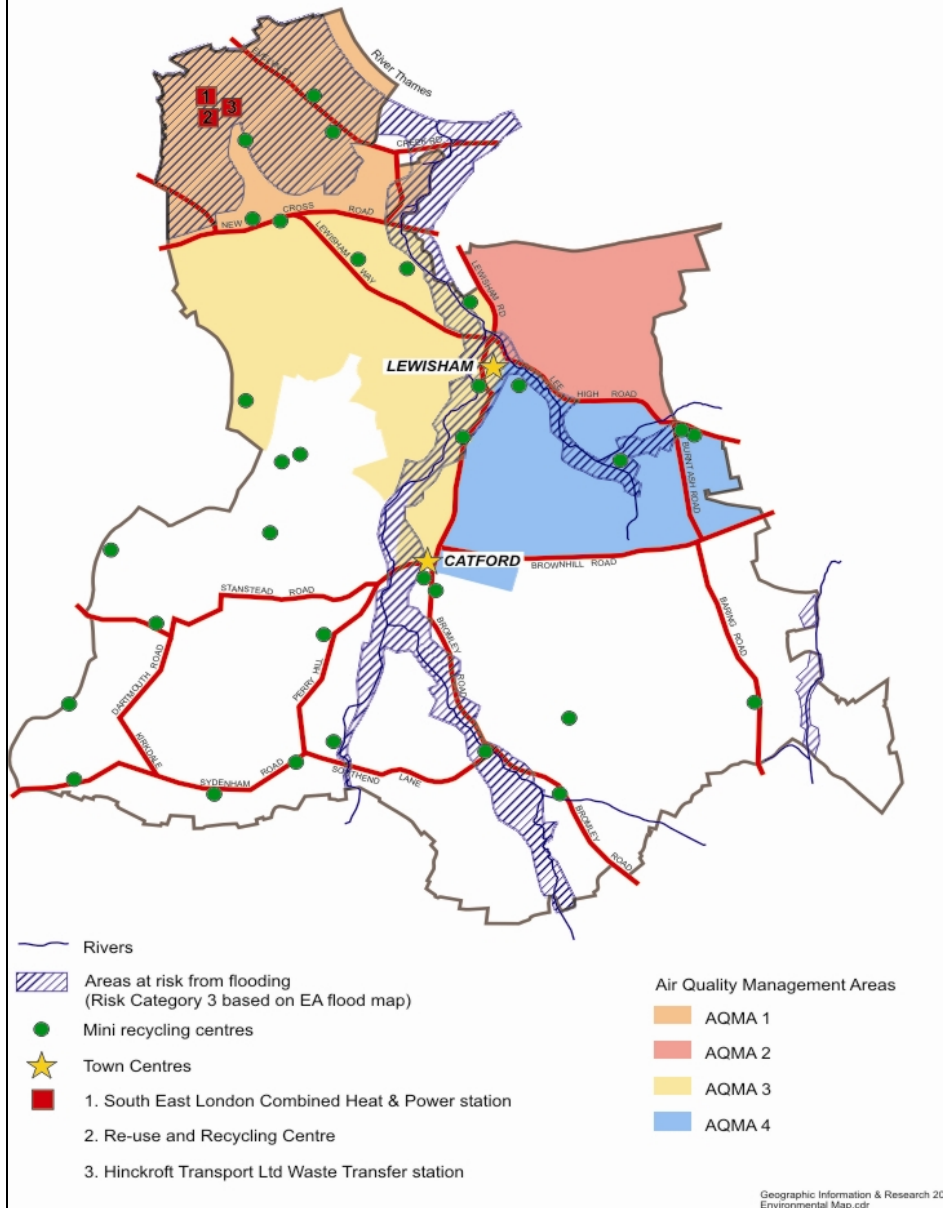 River Thames
1
3
2
CREEK RD
NEW CROSS ROAD
LEWISHAM WAY
LEWISHAM RD
LEWISHAM
LEE HIGH ROAD
BURNT ASH ROAD
CATFORD
BROWNHILL ROAD
STANSTEAD ROAD
BROMLEY ROAD
BARING ROAD
DARTMOUTH ROAD
PERRY HILL
KIRKDALE
SYDENHAM ROAD
SOUTHEND LANE
BROMLEY ROAD
Rivers
Areas at risk from flooding
(Risk Category 3 based on EA flood map)
Mini recycling centres
Town Centres
1. South East London Combined Heat & Power station
2. Re-use and Recycling Centre
3. Hinckroft Transport Ltd Waste Transfer station
Air Quality Management Areas
AQMA 1
AQMA 2
AQMA 3
AQMA 4
Geographic Information & Research 20
Environmental Map.cdr